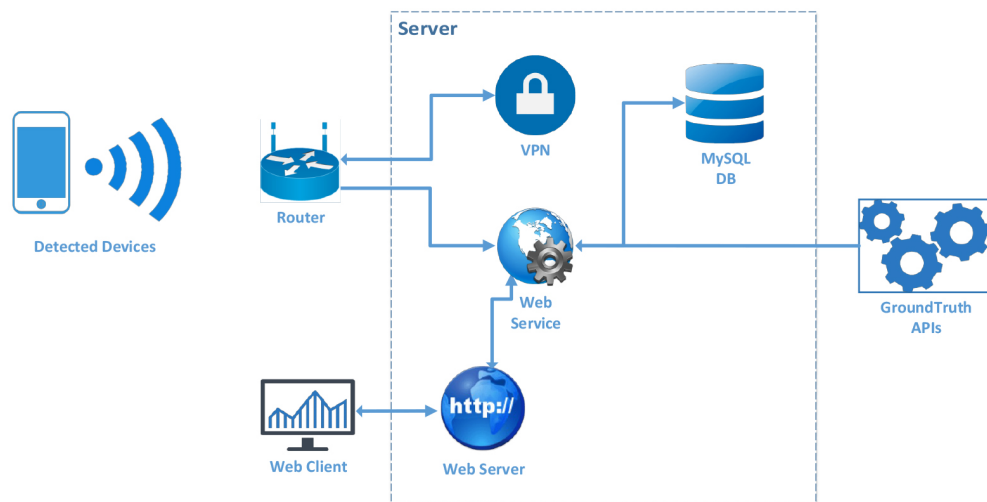 Server
VPN
MySQL
DB
Router
Detected Devices
Web
Service
GroundTruth
APIs
http://
Web Client
Web Server